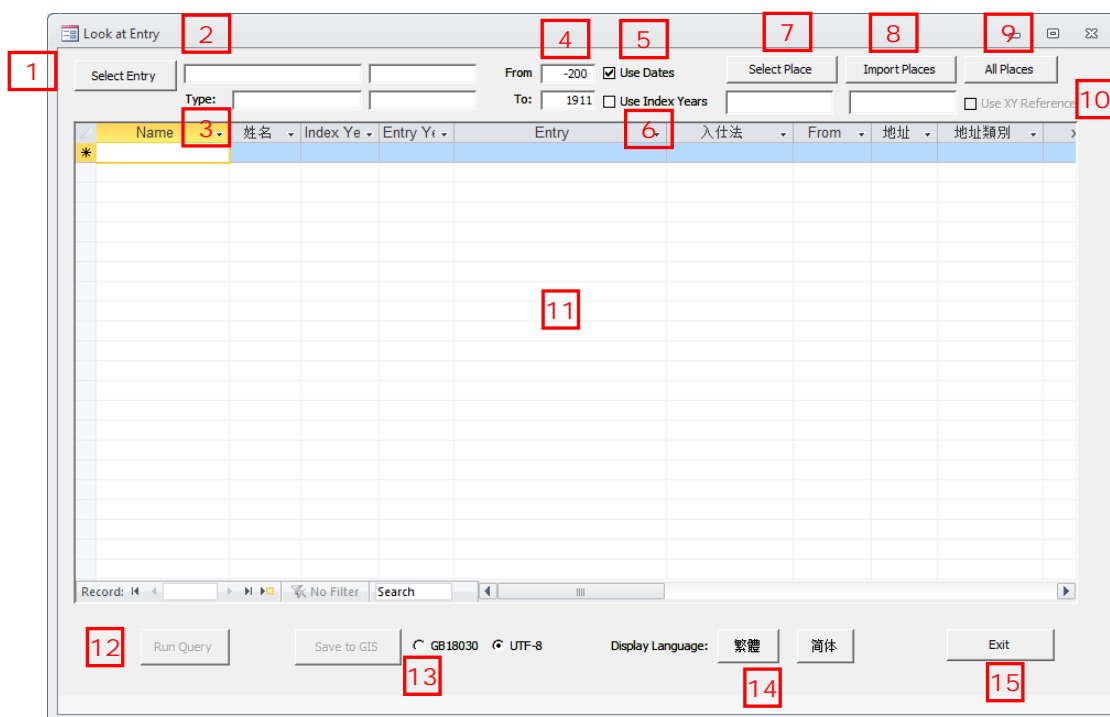 Look at Entry 2 4 5 7 8 9
1 Select Entry From -200 Use Dates Select Place Import Places All Places
Type: To: 1911 Use Index Years Use XY Reference 10
Name 3 姓名 Index Ye Entry Ye Entry 6 入仕法 From 地址 地址類別
11
Record: No Filter Search
12 Run Query Save to GIS GB18030 UTF-8 Display Language: 繁體 简体 Exit
13 14 15